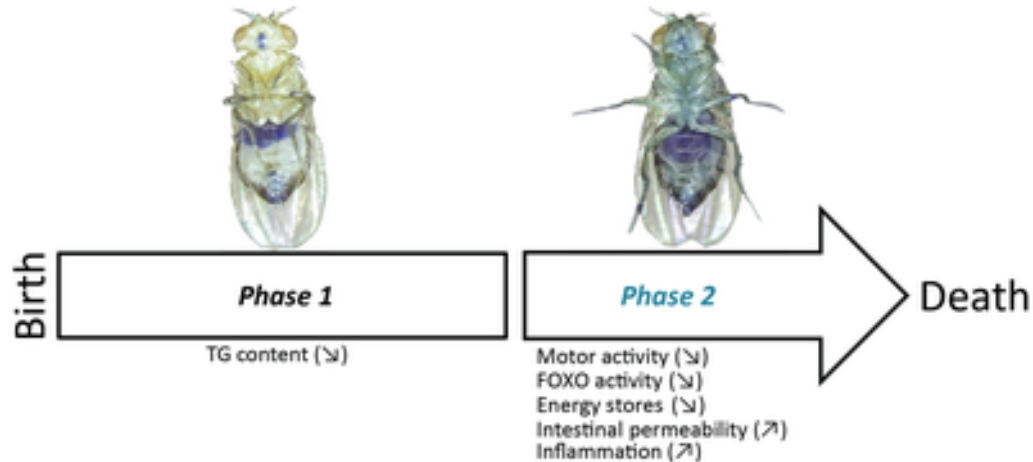 Birth
Phase 1
Phase 2
Death
TG content (↘)
Motor activity (↘)
FOXO activity (↘)
Energy stores (↘)
Intestinal permeability (↗)
Inflammation (↗)